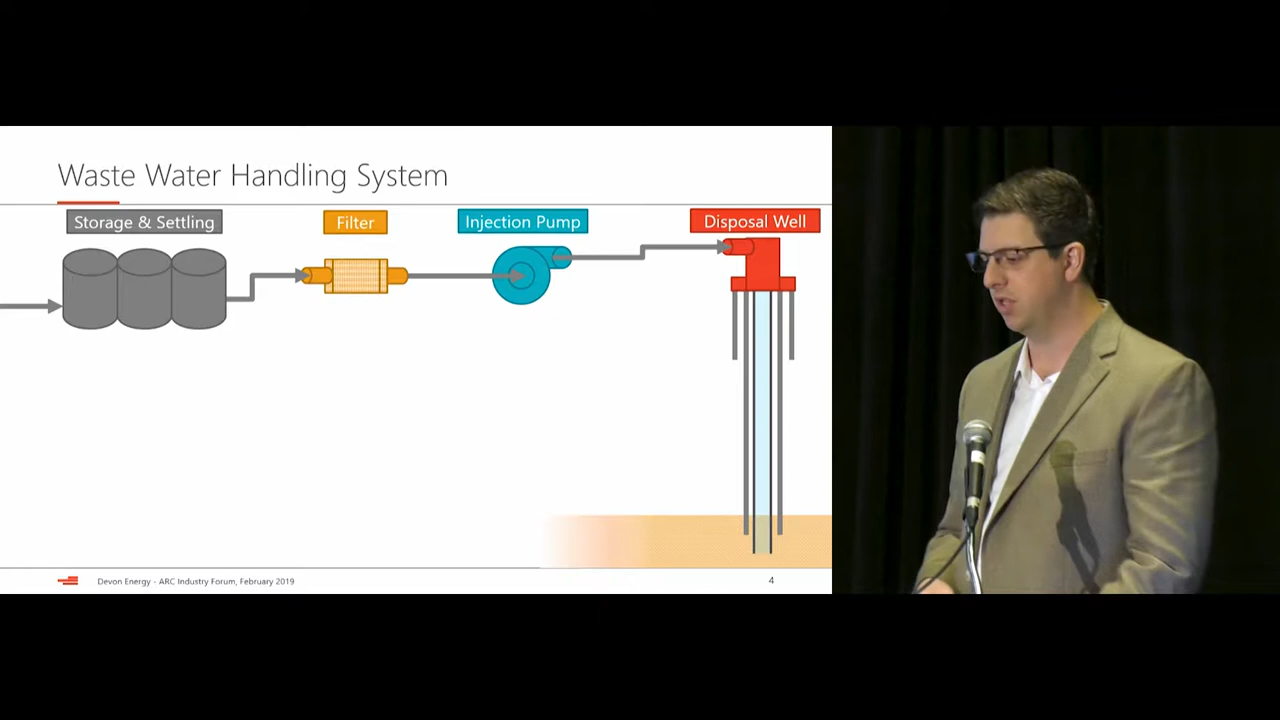 Waste Water Handling System
Storage & Settling
Filter
Injection Pump
Disposal Well
Devon Energy - ARC Industry Forum, February 2019
4